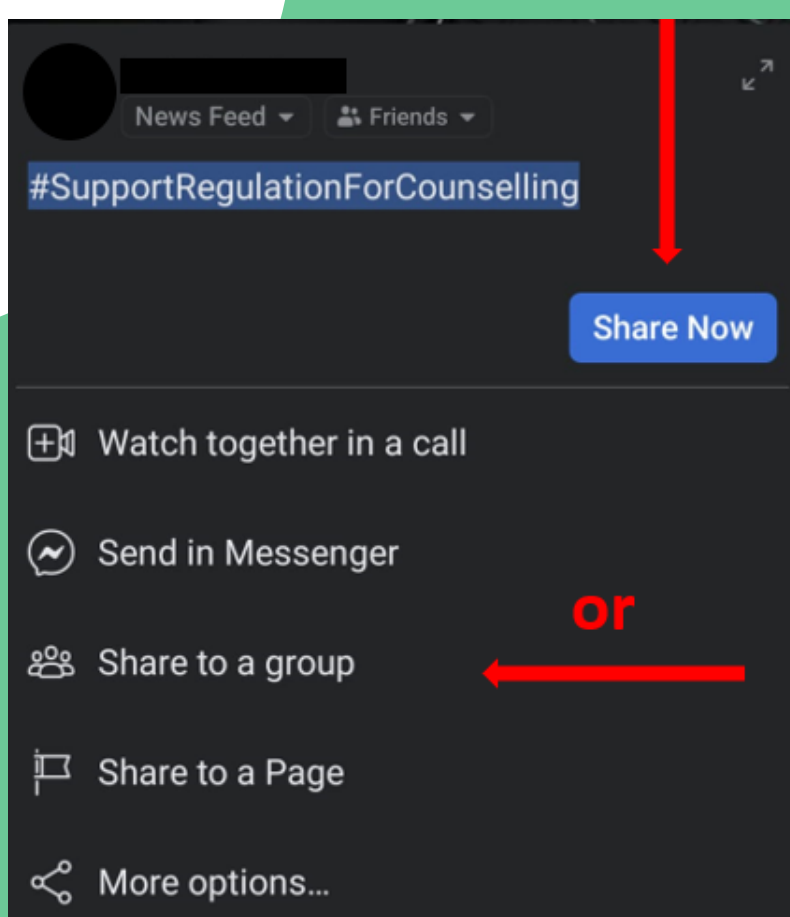 News Feed Friends
#SupportRegulationForCounselling
Share Now
Watch together in a call
Send in Messenger
or
Share to a group
Share to a Page
More options...